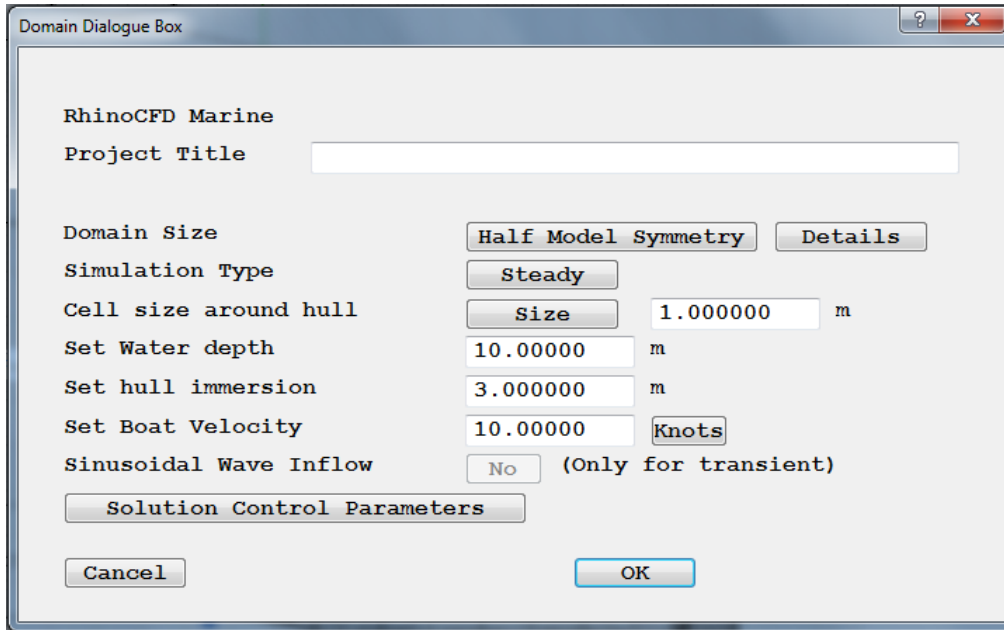 Domain Dialogue Box
? X
RhinoCFD Marine
Project Title
Domain Size Half Model Symmetry Details
Simulation Type Steady
Cell size around hull Size 1.000000 m
Set Water depth 10.00000 m
Set hull immersion 3.000000 m
Set Boat Velocity 10.00000 Knots
Sinusoidal Wave Inflow No (Only for transient)
Solution Control Parameters
Cancel OK